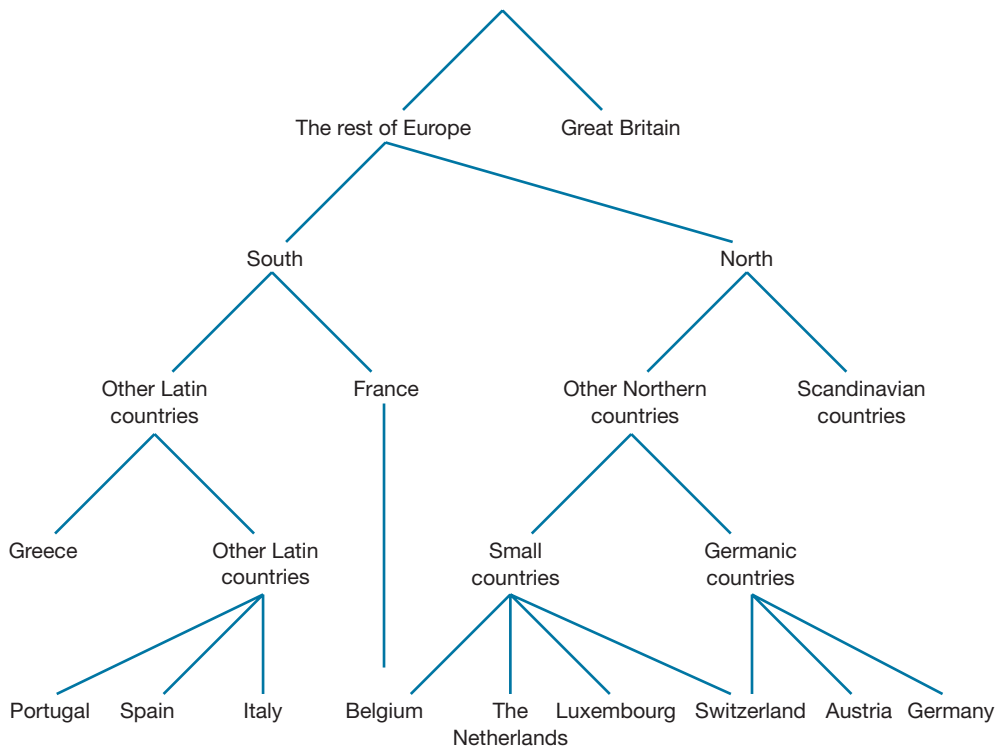 The rest of Europe
Great Britain
South
North
Other Latin
countries
France
Other Northern
countries
Scandinavian
countries
Greece
Other Latin
countries
Small
countries
Germanic
countries
Portugal
Spain
Italy
Belgium
The
Netherlands
Luxembourg
Switzerland
Austria
Germany